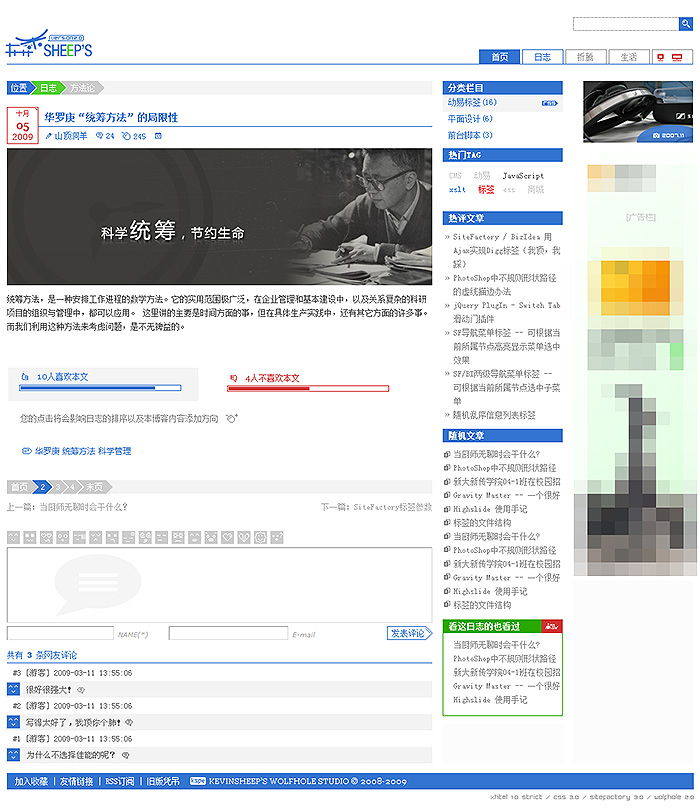 version2.0
SHEEP'S
首页 日志 折腾 生活
位置 日志 方法论
十月
05
2009
华罗庚“统筹方法”的局限性
山顶洞羊 24 245
科学统筹，节约生命
统筹方法，是一种安排工作进程的数学方法。它的实用范围极广泛，在企业管理和基本建设中，以及关系复杂的科研
项目的组织与管理中，都可以应用。 这里讲的主要是时间方面的事，但在具体生产实践中，还有其它方面的许多事。
而我们利用这种方法来考虑问题，是不无裨益的。
10人喜欢本文
4人不喜欢本文
您的点击将会影响日志的排序以及本博客内容添加方向
华罗庚 统筹方法 科学管理
首页 2 3 4 末页
上一篇：当厨师无聊时会干什么?
下一篇：SiteFactory标签参数
NAME(*)
E-mail
发表评论
共有 3 条网友评论
#3 [游客] 2009-03-11 13:55:06
很好很强大!
#2 [游客] 2009-03-11 13:55:06
写得太好了，我顶你个肺!
#1 [游客] 2009-03-11 13:55:06
为什么不选择佳能的呢?
分类栏目
动易标签(16)
平面设计(6)
前台脚本(3)
热门TAG
CMS 动易 JavaScript
xslt 标签 css 商城
热评文章
» SiteFactory / BizIdea 用
Ajax实现Digg标签（我顶，我
踩）
» PhotoShop中不规则形状路径
的虚线描边办法
» jQuery PlugIn - Switch Tab
滑动门插件
» SF导航菜单标签 -- 可根据当
前所属节点高亮显示菜单选中
效果
» SF/BI两级导航菜单标签 --
可根据当前所属节点选中子菜
单
» 随机乱序信息列表标签
随机文章
当厨师无聊时会干什么?
PhotoShop中不规则形状路径
新大新传学院04-1班在校园招
Gravity Master -- 一个很好
Highslide 使用手记
标签的文件结构
当厨师无聊时会干什么?
PhotoShop中不规则形状路径
新大新传学院04-1班在校园招
Gravity Master -- 一个很好
Highslide 使用手记
标签的文件结构
看这日志的也看过
当厨师无聊时会干什么?
PhotoShop中不规则形状路径
新大新传学院04-1班在校园招
Gravity Master -- 一个很好
Highslide 使用手记
2007.11
[广告栏]
加入收藏 | 友情链接 | RSS订阅 | 旧版凭吊 KEVINSHEEP'S WOLFHOLE STUDIO © 2008-2009
xhtml 1.0 strict / css 3.0 / sitefactory 3.0 / wolfhole 2.0